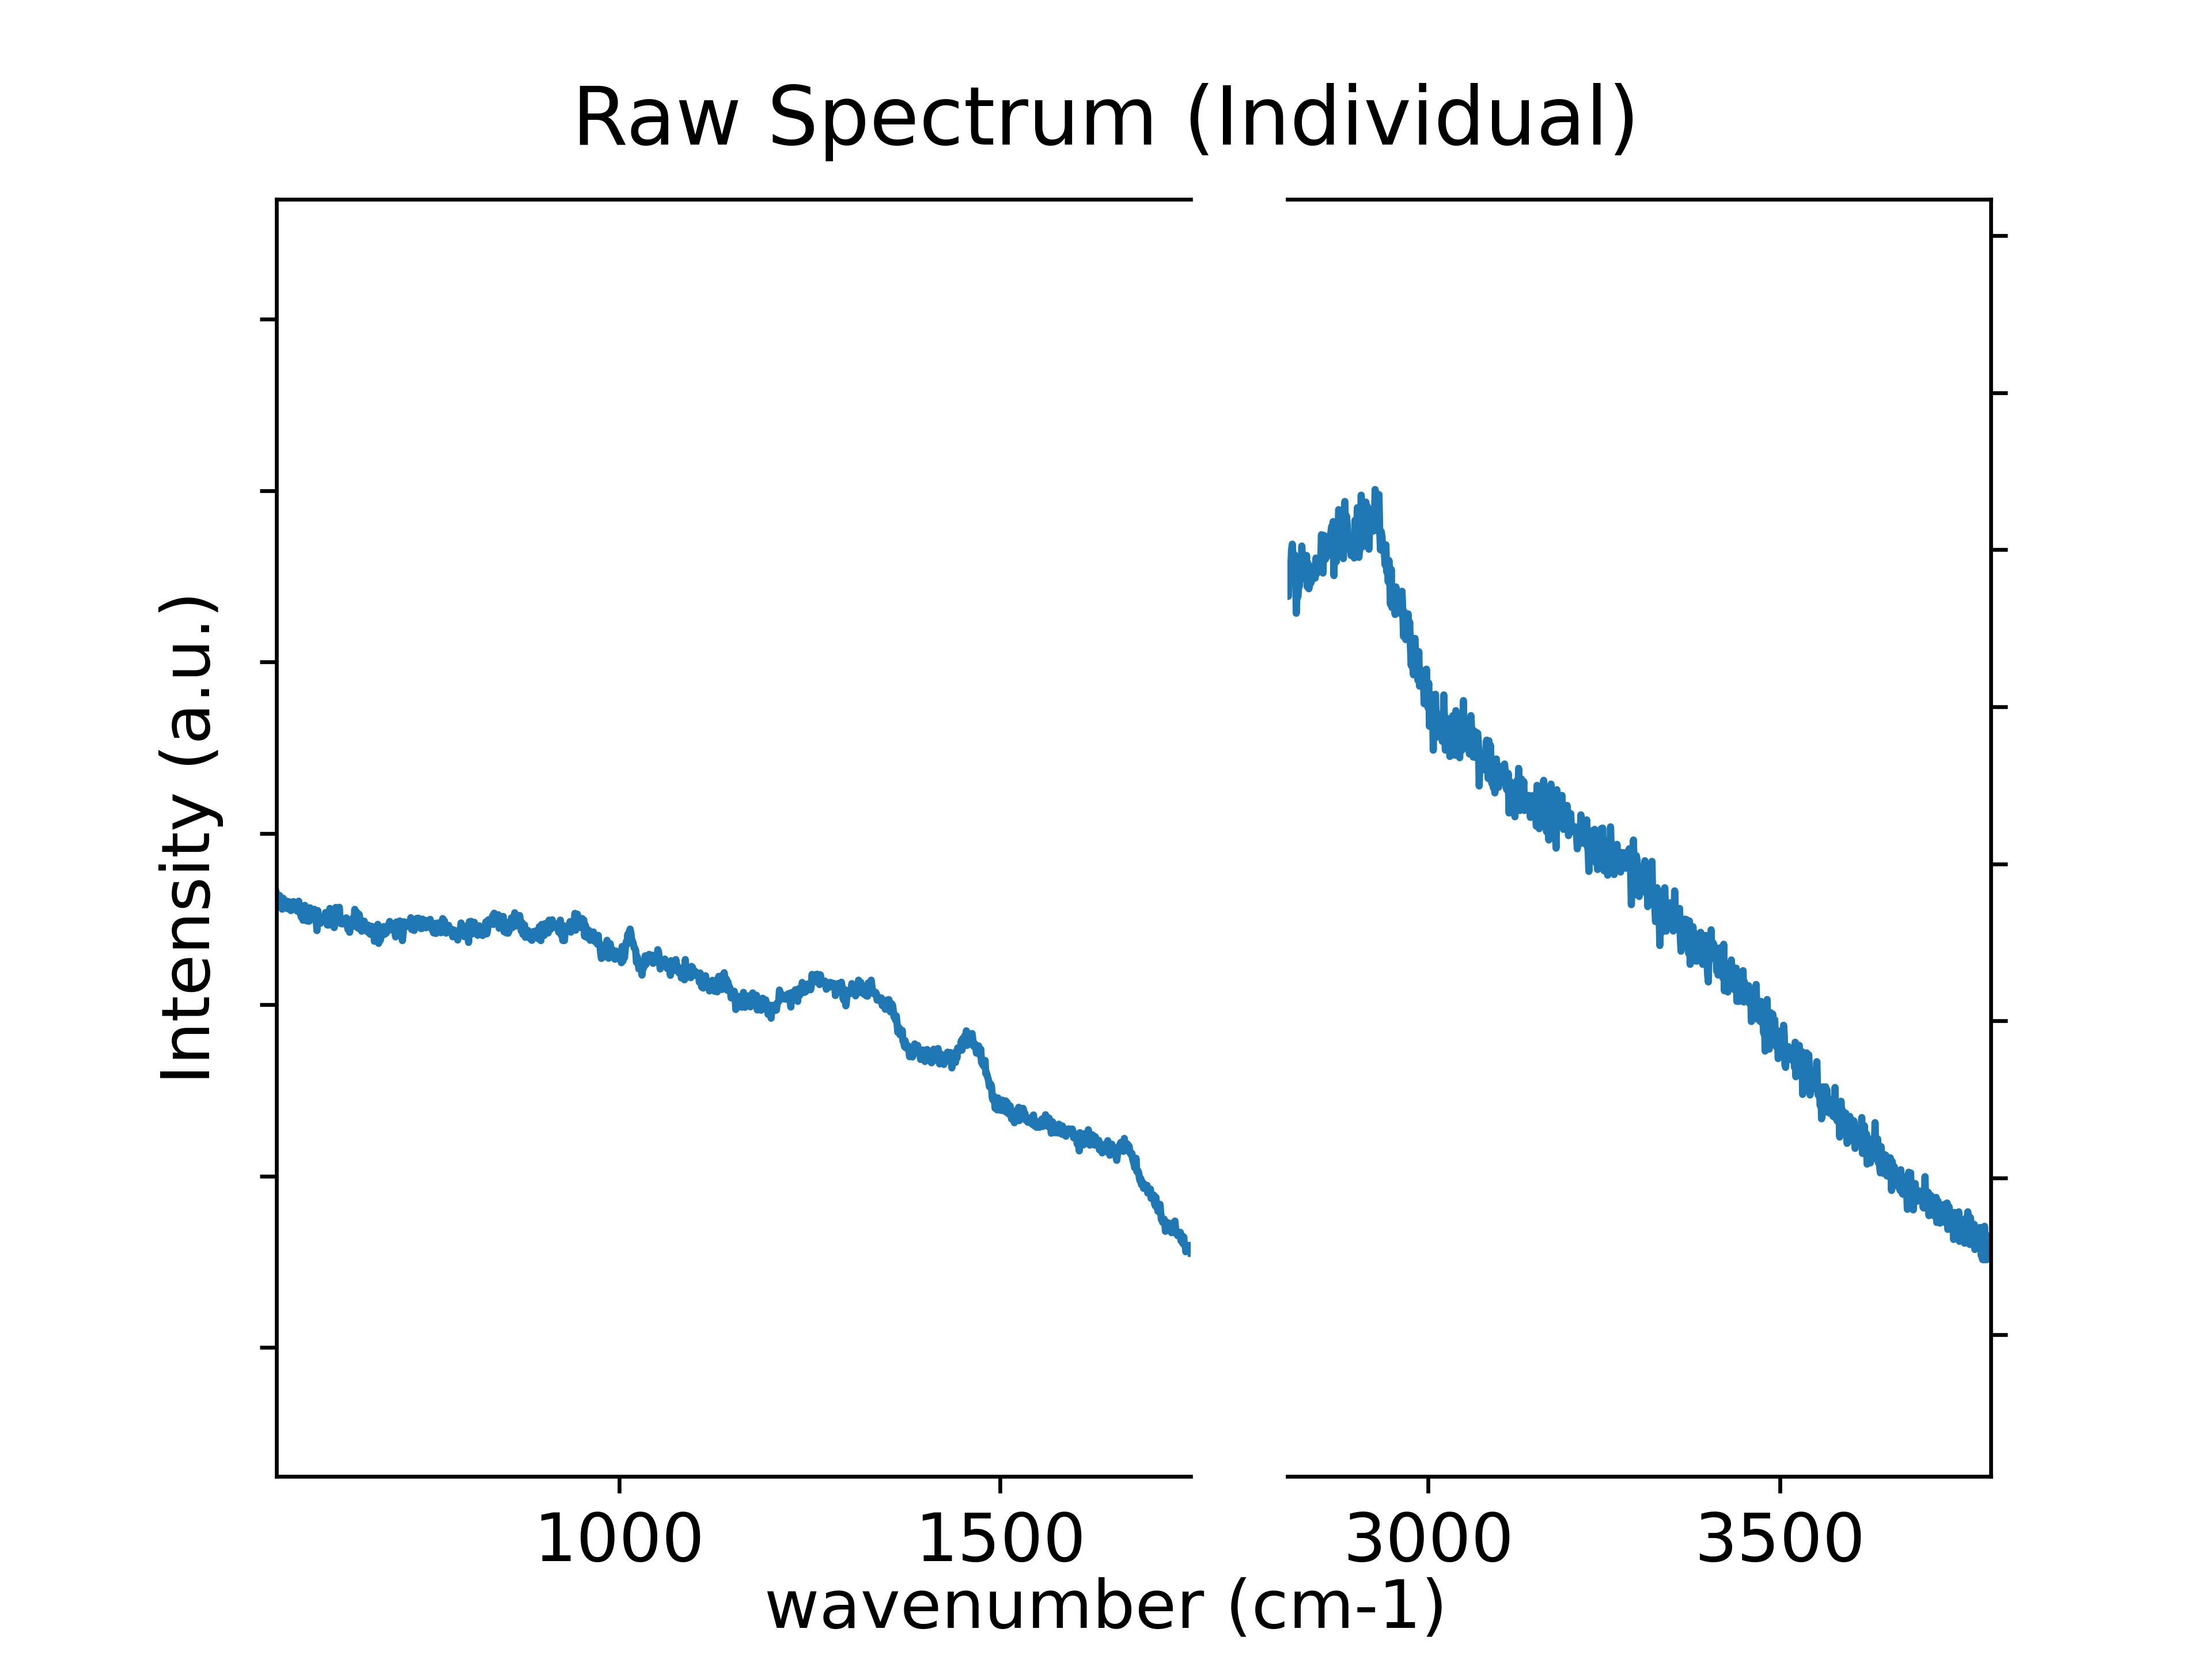 Raw Spectrum (Individual)
Intensity (a.u.)
1000 1500 3000 3500
wavenumber (cm-1)